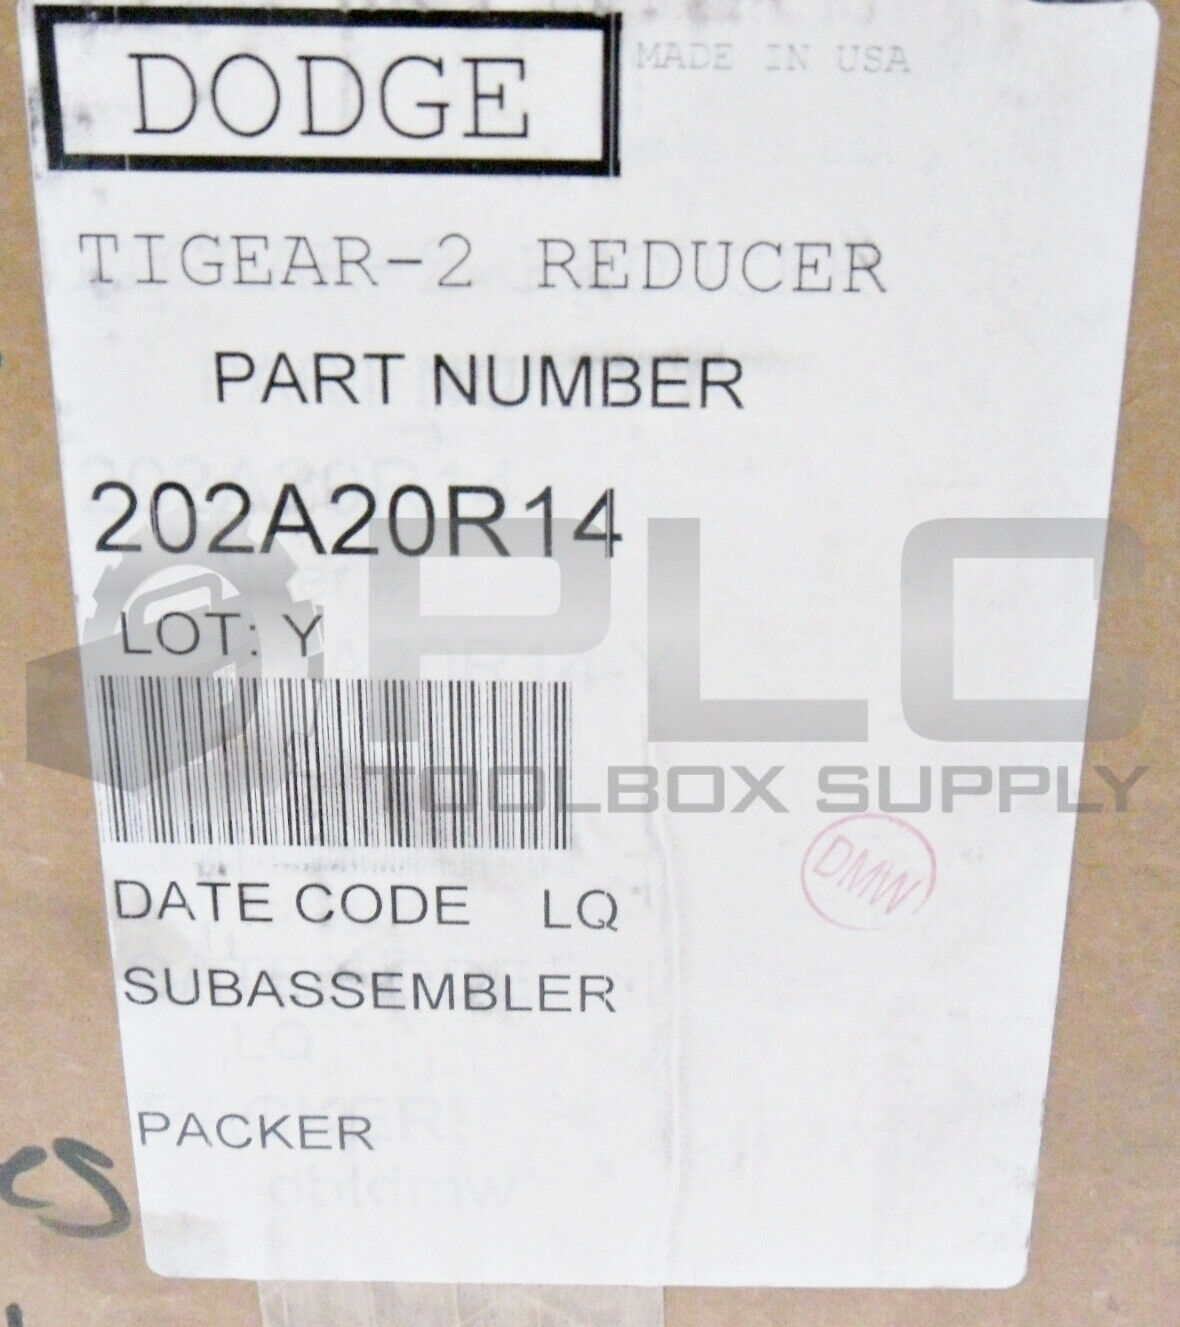 DODGE
MADE IN USA
TIGEAR-2 REDUCER
PART NUMBER
202A20R14
LOT: Y
PLC
TOOLBOX SUPPLY
DMW
DATE CODE LQ
SUBASSEMBLER
PACKER
dbldmw